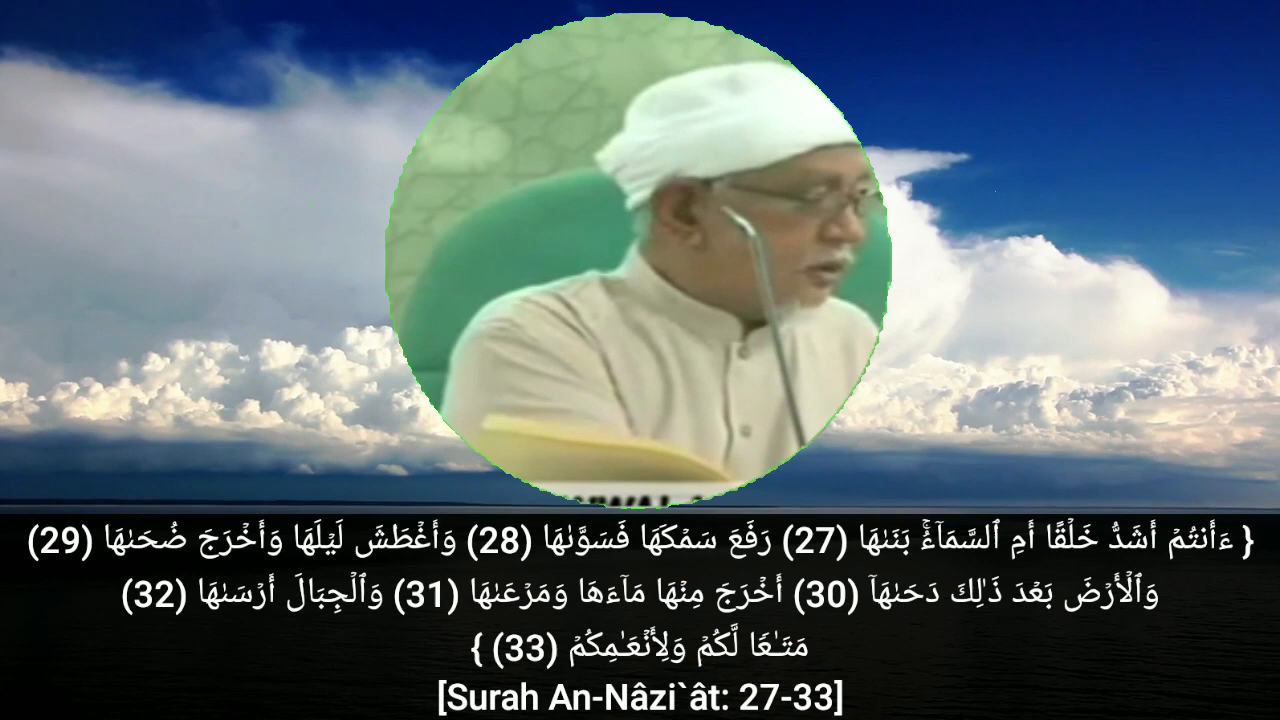 { ءَأَنتُمۡ أَشَدُّ خَلۡقًا أَمِ ٱلسَّمَآءُۚ بَنَىٰهَا (27) رَفَعَ سَمۡكَهَا فَسَوَّىٰهَا (28) وَأَغۡطَشَ لَيۡلَهَا وَأَخۡرَجَ ضُحَىٰهَا (29)
وَٱلۡأَرۡضَ بَعۡدَ ذَٰلِكَ دَحَىٰهَآ (30) أَخۡرَجَ مِنۡهَا مَآءَهَا وَمَرۡعَىٰهَا (31) وَٱلۡجِبَالَ أَرۡسَىٰهَا (32)
مَتَـٰعًا لَّكُمۡ وَلِأَنۡعَـٰمِكُمۡ (33) }
[Surah An-Nâzi`ât: 27-33]